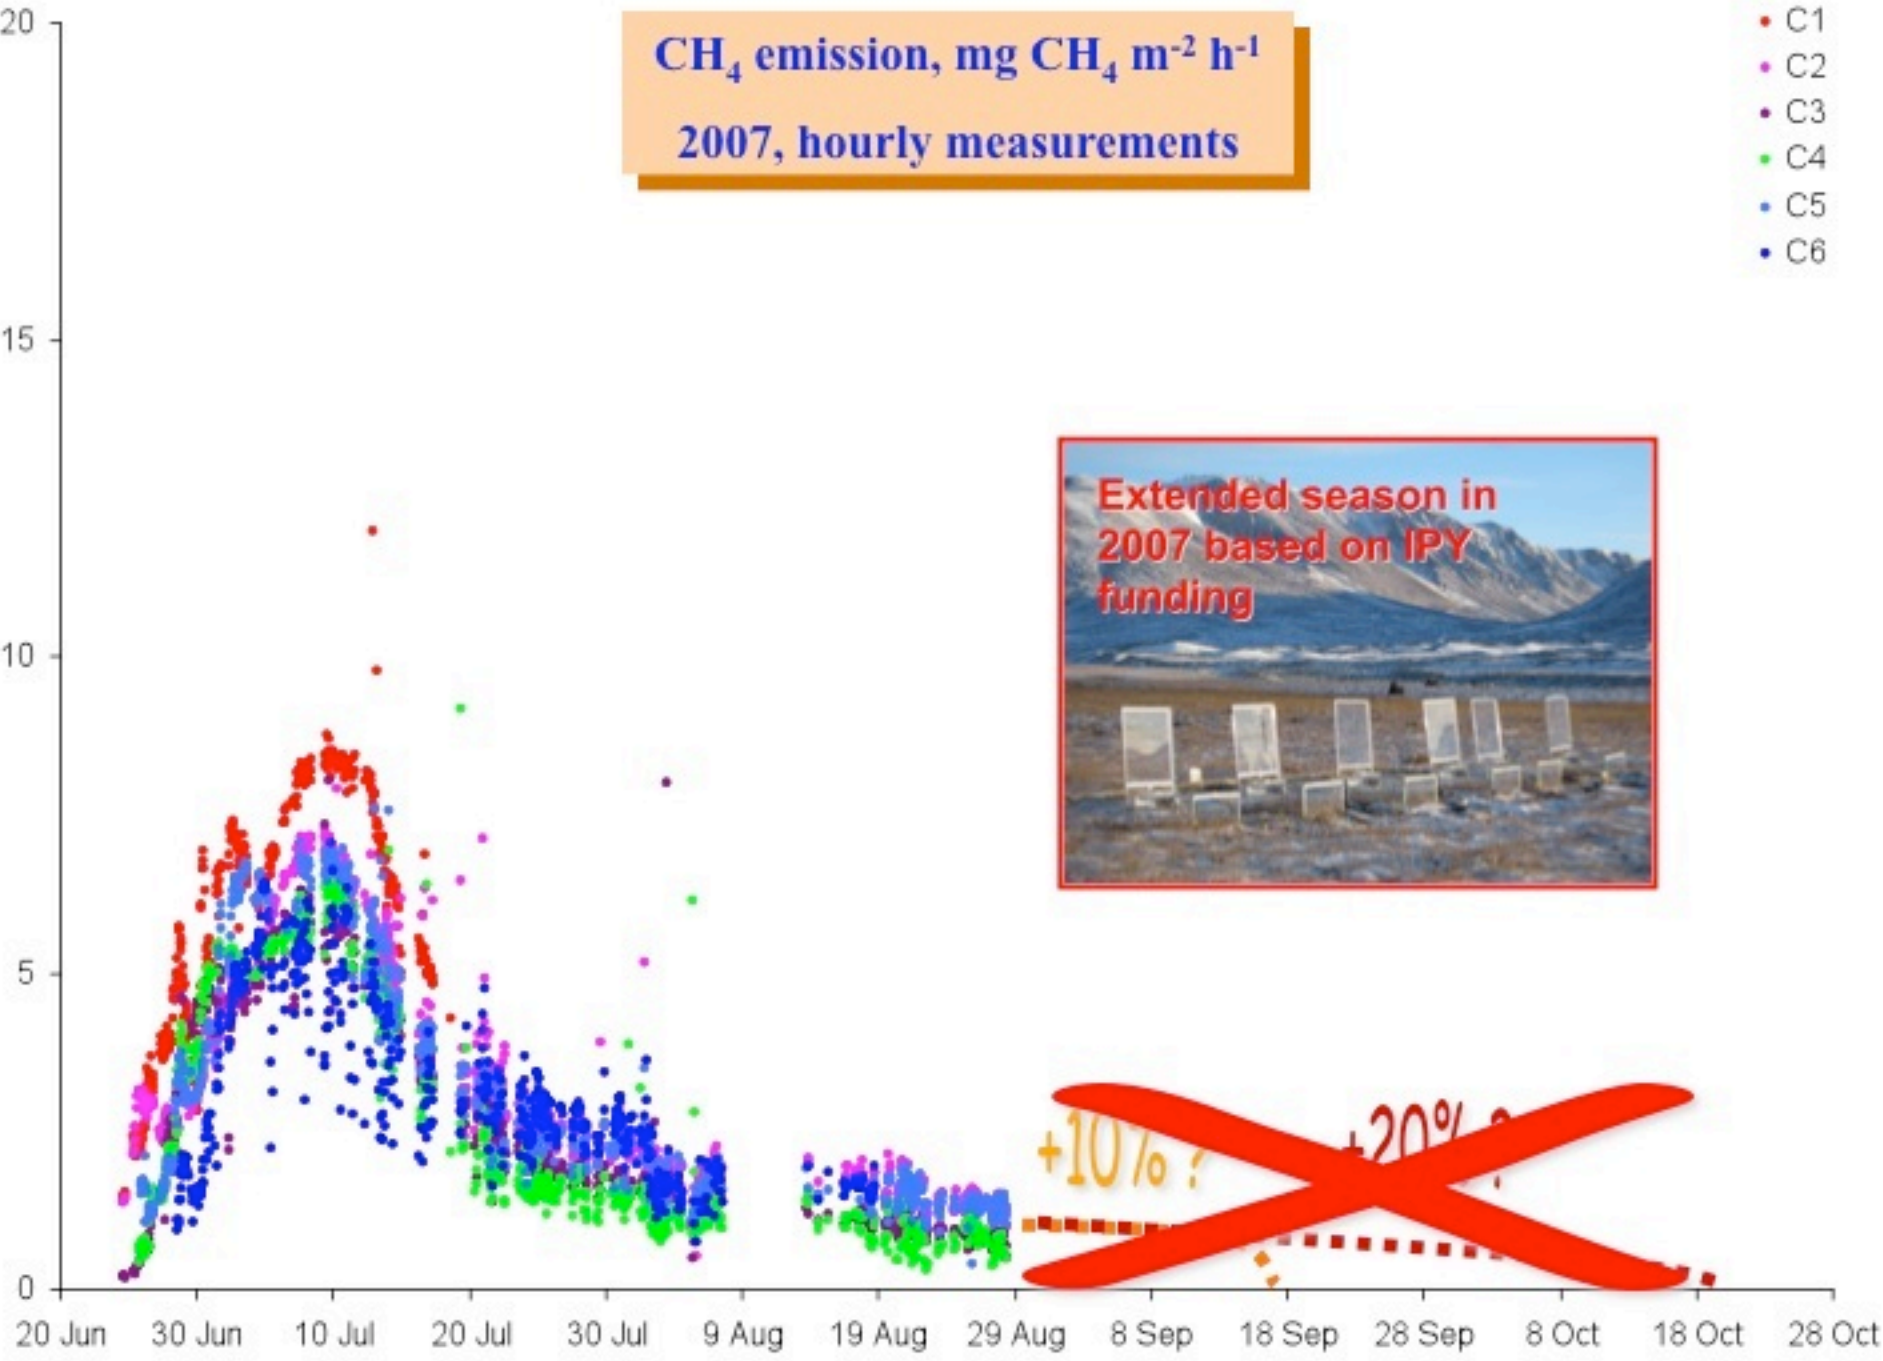 CH₄ emission, mg CH₄ m⁻² h⁻¹
2007, hourly measurements
C1
C2
C3
C4
C5
C6
20
15
10
5
0
Extended season in
2007 based on IPY
funding
+10% ?
+20% ?
20 Jun
30 Jun
10 Jul
20 Jul
30 Jul
9 Aug
19 Aug
29 Aug
8 Sep
18 Sep
28 Sep
8 Oct
18 Oct
28 Oct